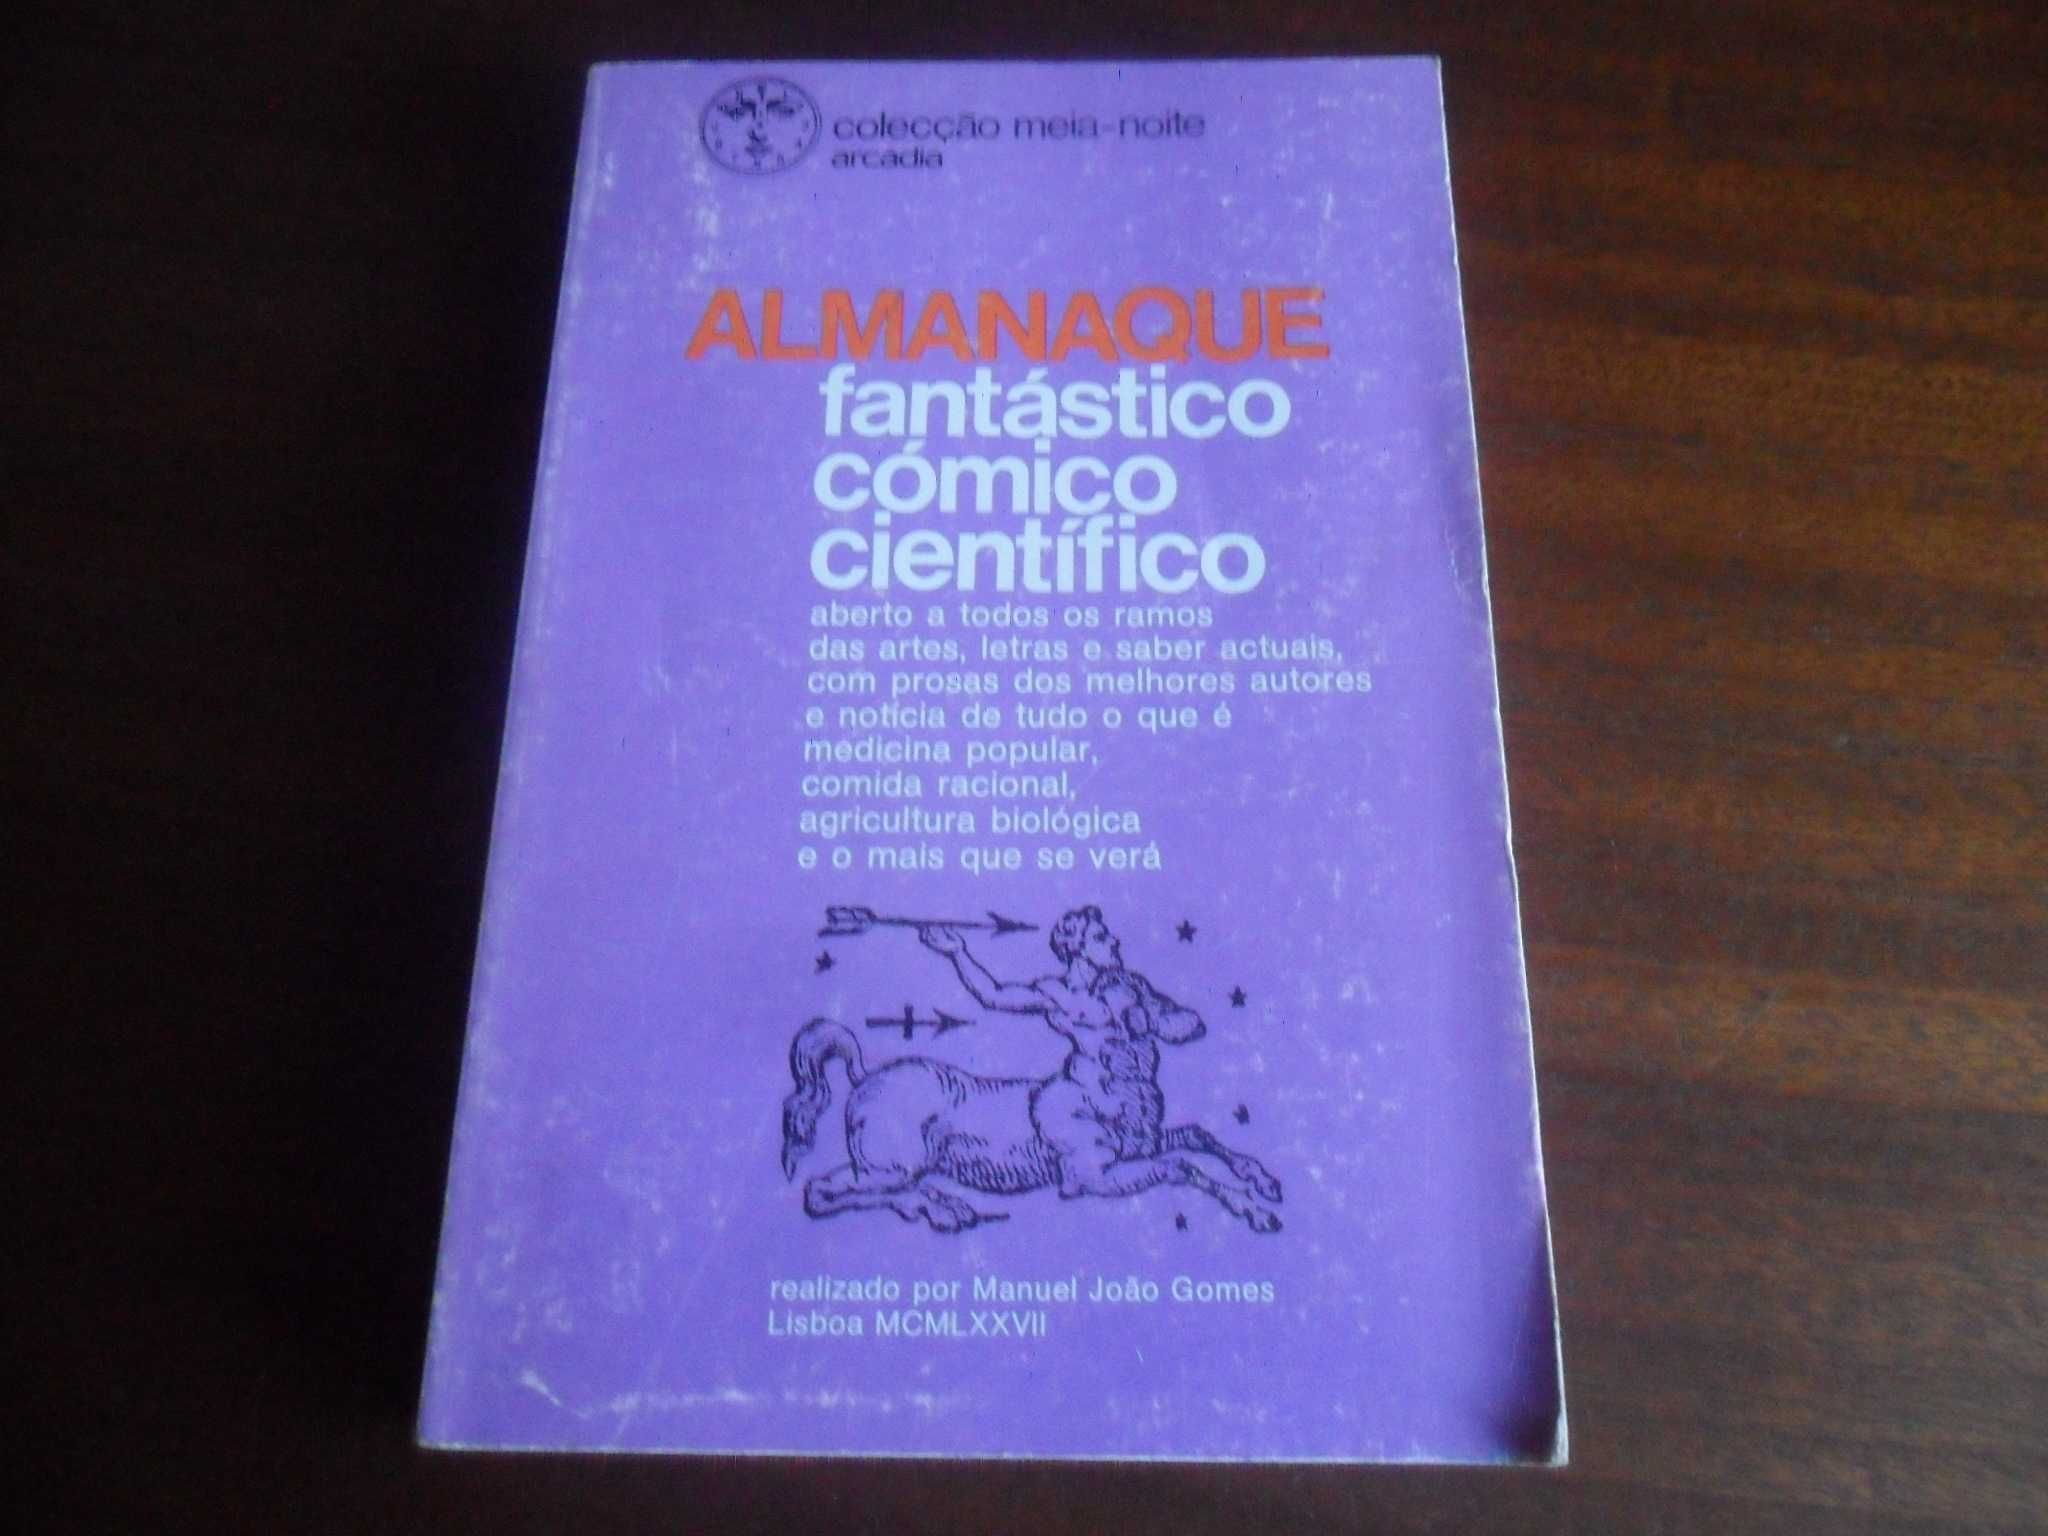 colecção meia-noite
arcádia
ALMANAQUE
fantástico
cómico
científico
aberto a todos os ramos
das artes, letras e saber actuais,
com prosas dos melhores autores
e notícia de tudo o que é
medicina popular,
comida racional,
agricultura biológica
e o mais que se verá
realizado por Manuel João Gomes
Lisboa MCMLXXVII